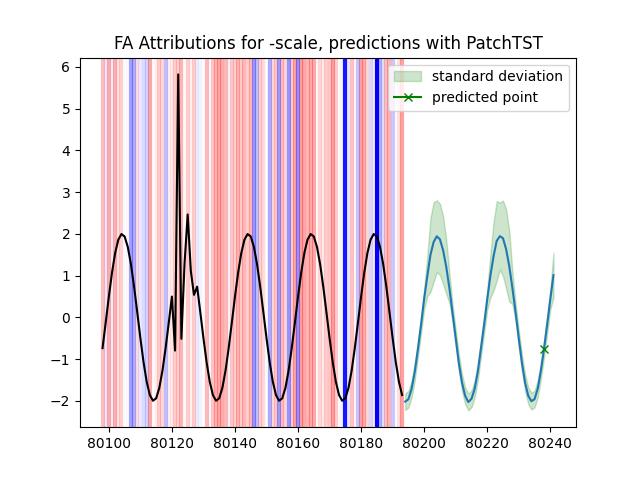 FA Attributions for -scale, predictions with PatchTST
standard deviation
predicted point
6
5
4
3
2
1
0
−1
−2
80100 80120 80140 80160 80180 80200 80220 80240